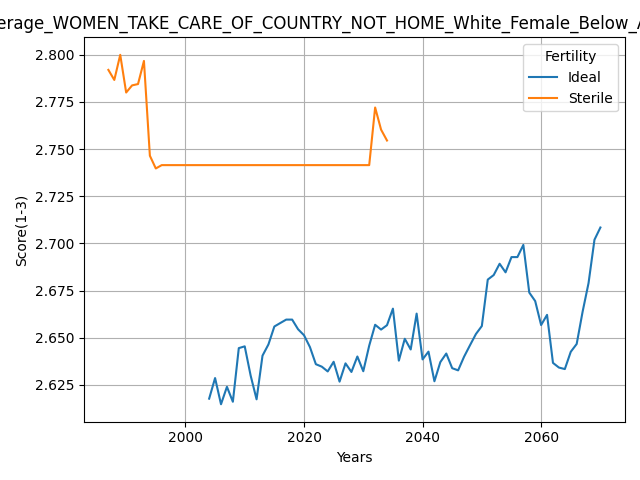 erage_WOMEN_TAKE_CARE_OF_COUNTRY_NOT_HOME_White_Female_Below_
Fertility
Ideal
Sterile
2.800
2.775
2.750
2.725
2.700
2.675
2.650
2.625
Score(1-3)
2000 2020 2040 2060
Years